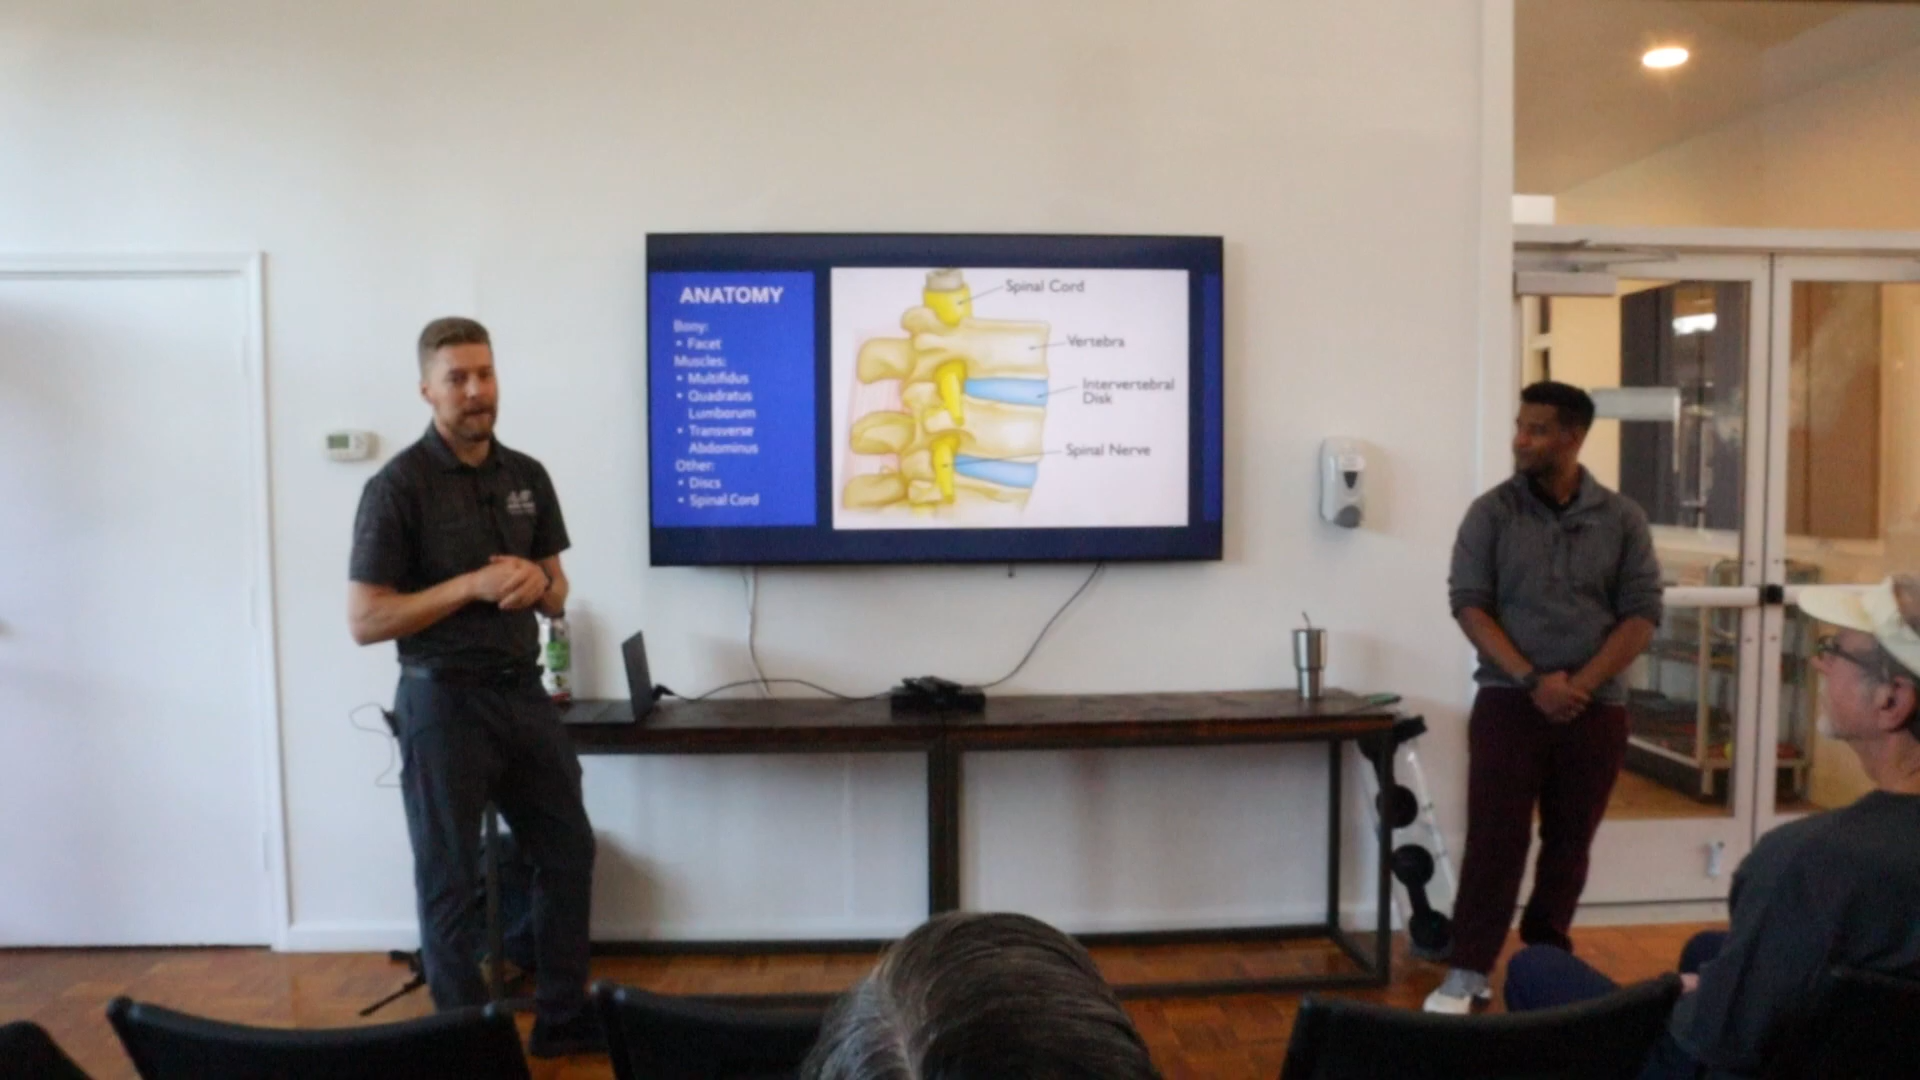 ANATOMY
Bony:
• Facet
Muscles:
• Multifidus
• Quadratus
Lumborum
• Transverse
Abdominus
Other:
• Discs
• Spinal Cord
Spinal Cord
Vertebra
Intervertebral
Disk
Spinal Nerve